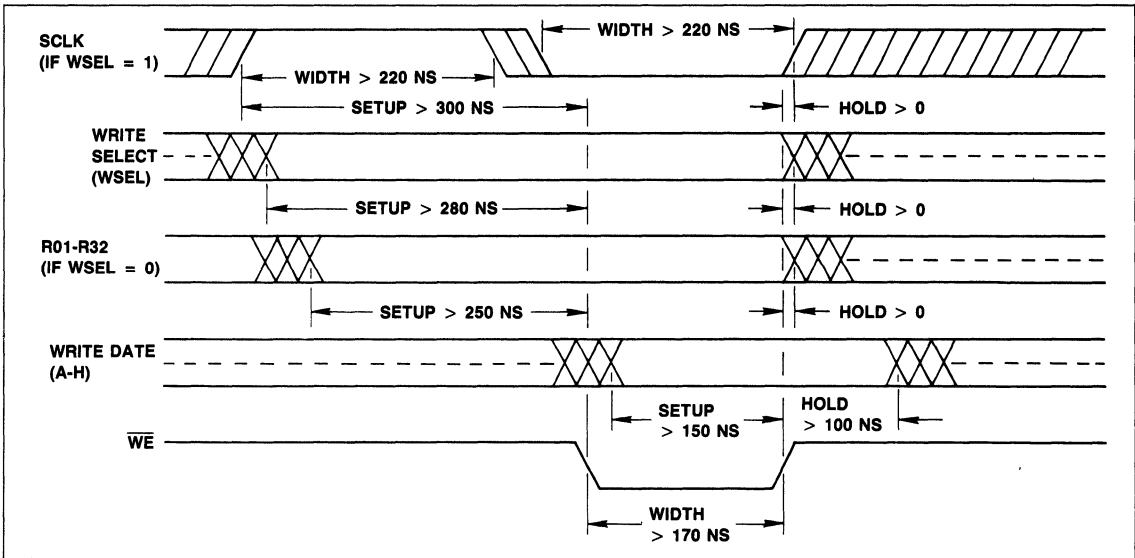 SCLK
(IF WSEL = 1)
WIDTH > 220 NS
WIDTH > 220 NS
SETUP > 300 NS
HOLD > 0
WRITE
SELECT
(WSEL)
SETUP > 280 NS
HOLD > 0
R01-R32
(IF WSEL = 0)
SETUP > 250 NS
HOLD > 0
WRITE DATE
(A-H)
SETUP
> 150 NS
HOLD
> 100 NS
WE
WIDTH
> 170 NS